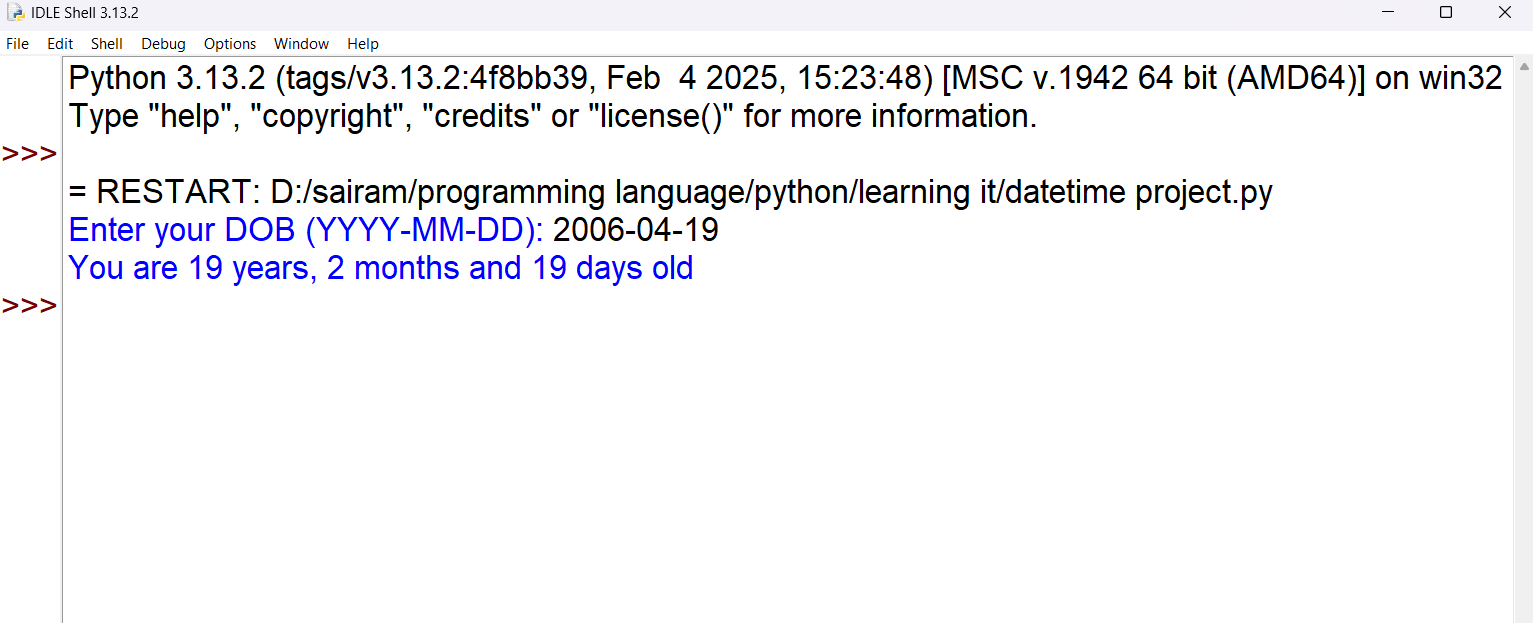 IDLE Shell 3.13.2
File Edit Shell Debug Options Window Help
Python 3.13.2 (tags/v3.13.2:4f8bb39, Feb  4 2025, 15:23:48) [MSC v.1942 64 bit (AMD64)] on win32
Type "help", "copyright", "credits" or "license()" for more information.
>>>
= RESTART: D:/sairam/programming language/python/learning it/datetime project.py
Enter your DOB (YYYY-MM-DD): 2006-04-19
You are 19 years, 2 months and 19 days old
>>>